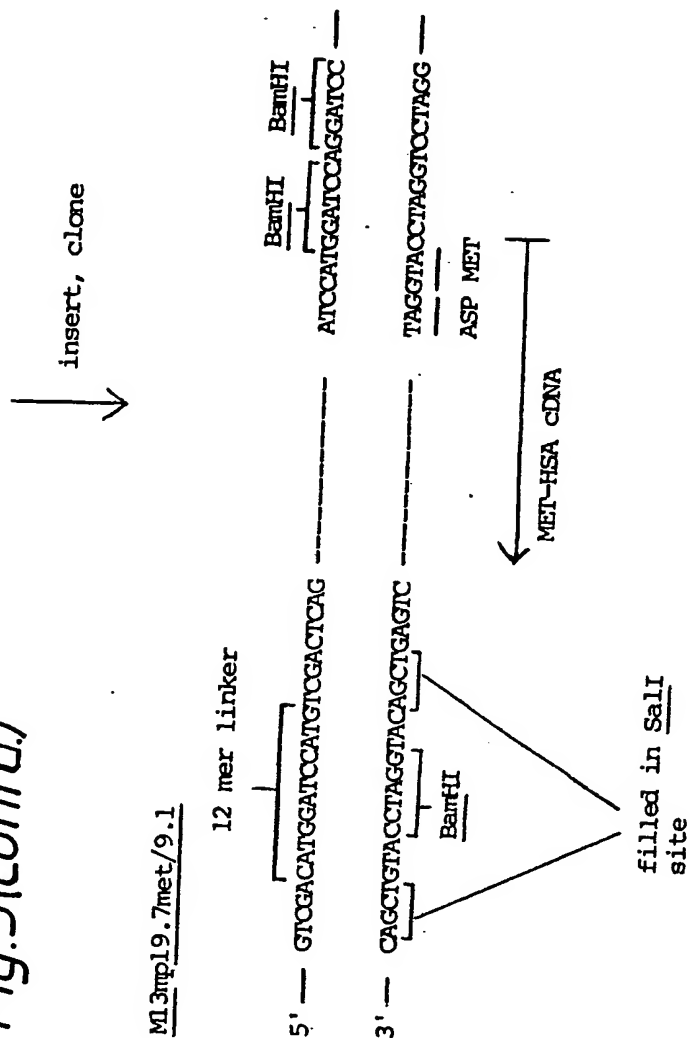 Fig.5(cont'd.)
insert, clone
M13mp19.7met/9.1
12 mer linker
BamHI BamHI
5' — GTCGACATGGATCCATGTCGACTCAG -------- ATCCATGGATCCAGGATCC —
3' — CAGCTGTACCTAGGTACAGCTGAGTC -------- TAGGTACCTAGGTCCTAGG —
BamHI
ASP MET
MET-HSA cDNA
filled in SalI
site